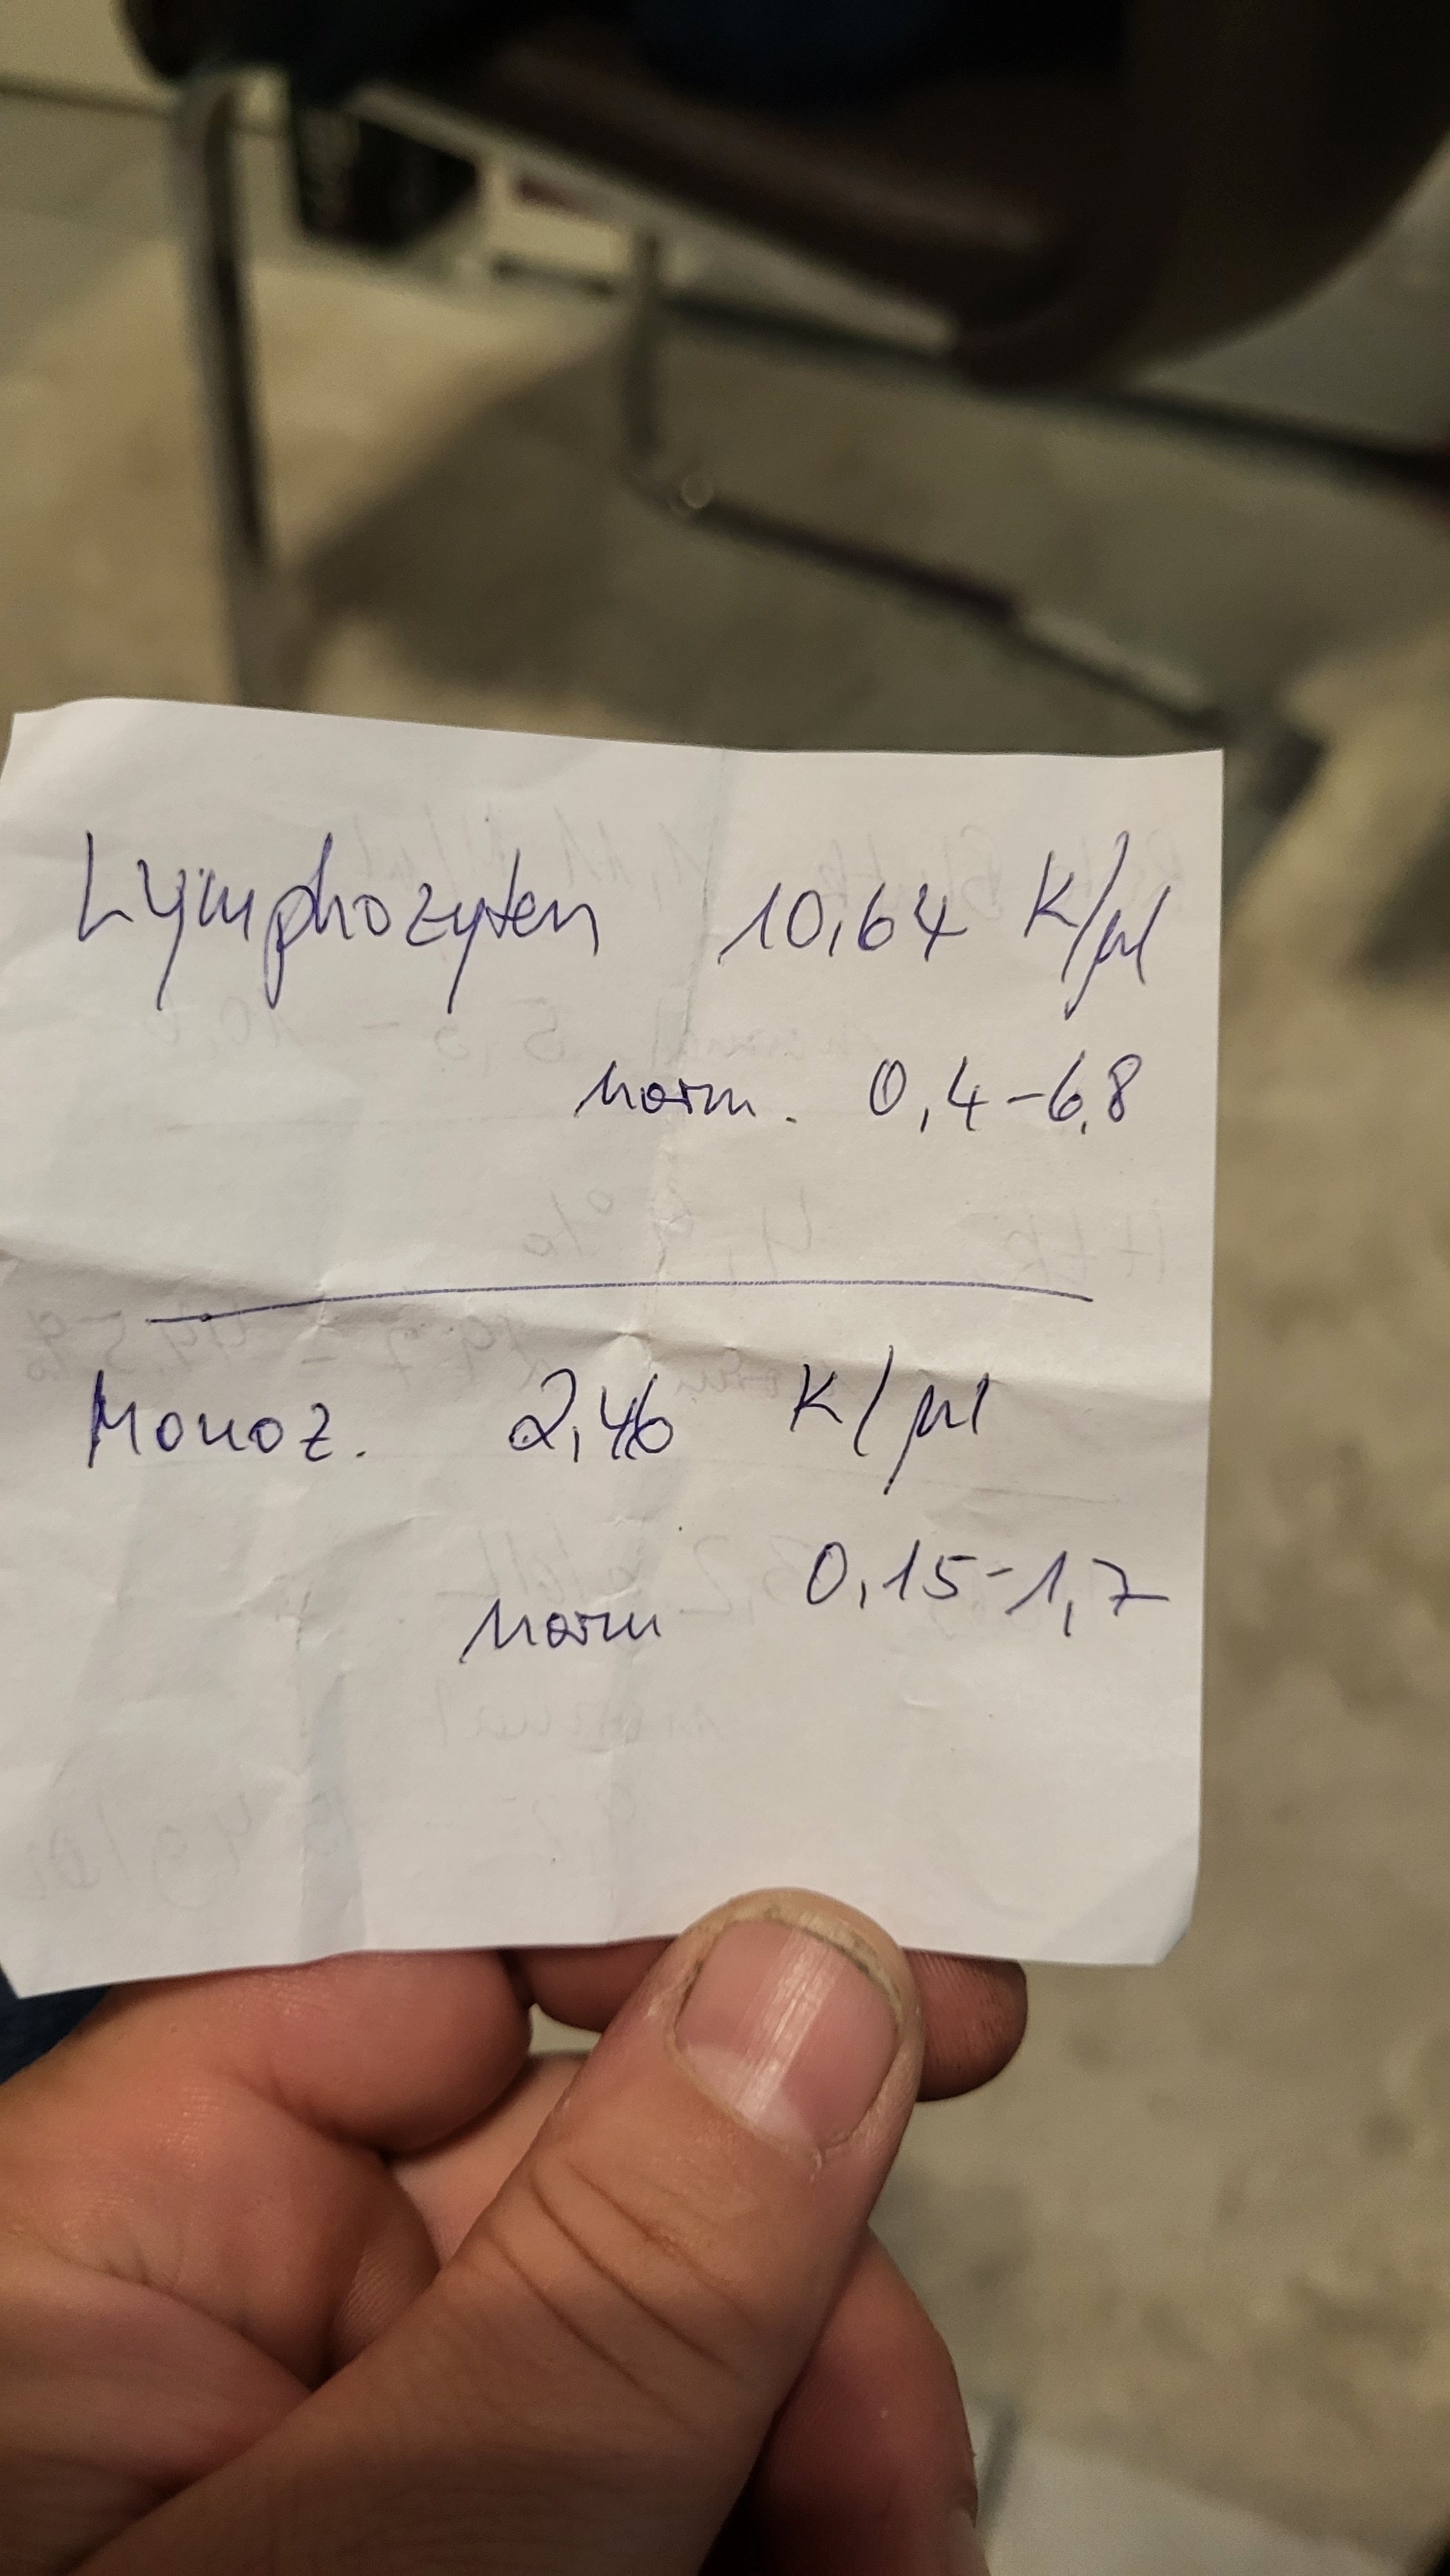 Lymphozyten 10,64 K/µl
norm. 0,4-6,8
Monoz. 2,46 K/µl
norm 0,15-1,7